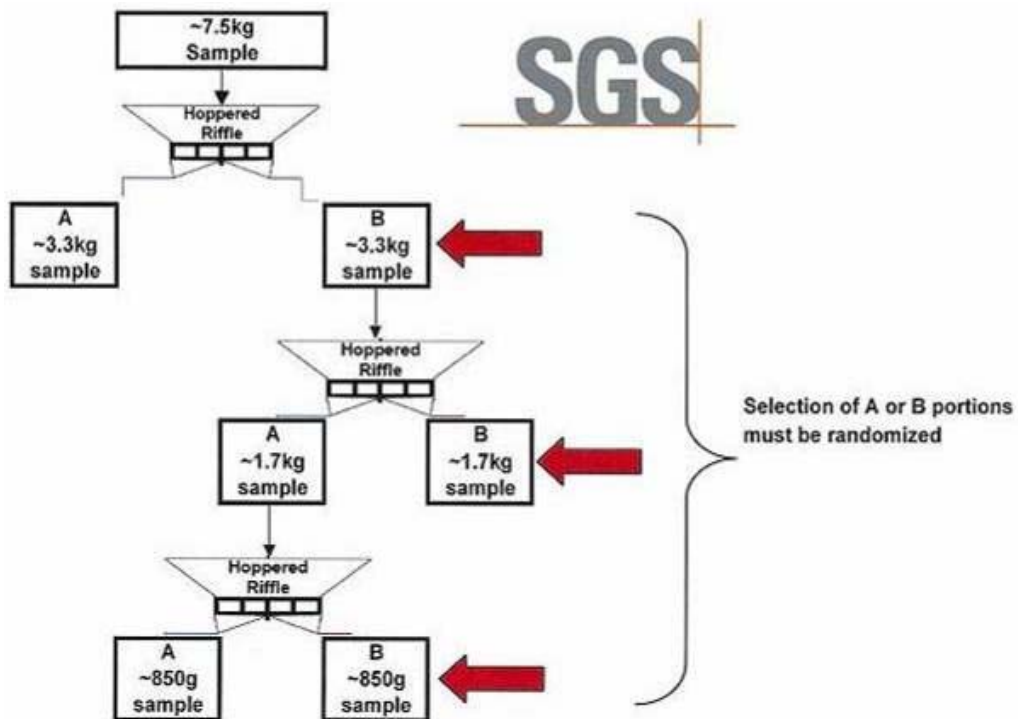 ~7.5kg
Sample
SGS
Hoppered
Riffle
A
~3.3kg
sample
B
~3.3kg
sample
Hoppered
Riffle
A
~1.7kg
sample
B
~1.7kg
sample
Selection of A or B portions
must be randomized
Hoppered
Riffle
A
~850g
sample
B
~850g
sample